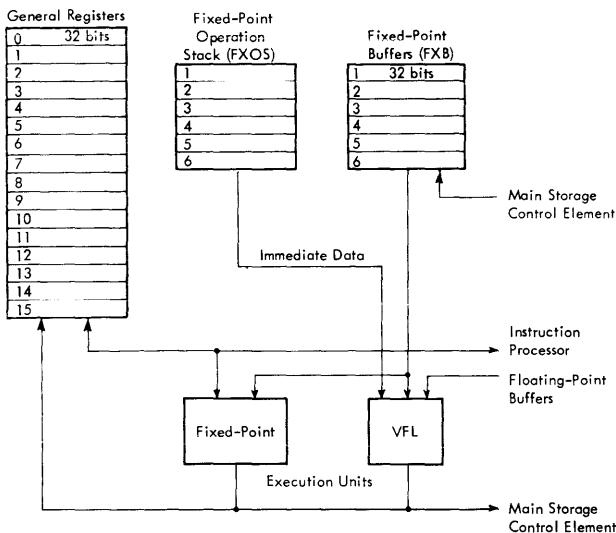 General Registers
0 32 bits
1
2
3
4
5
6
7
8
9
10
11
12
13
14
15
Fixed-Point
Operation
Stack (FXOS)
1
2
3
4
5
6
Fixed-Point
Buffers (FXB)
1 32 bits
2
3
4
5
6
Main Storage
Control Element
Immediate Data
Instruction
Processor
Floating-Point
Buffers
Fixed-Point
VFL
Execution Units
Main Storage
Control Element